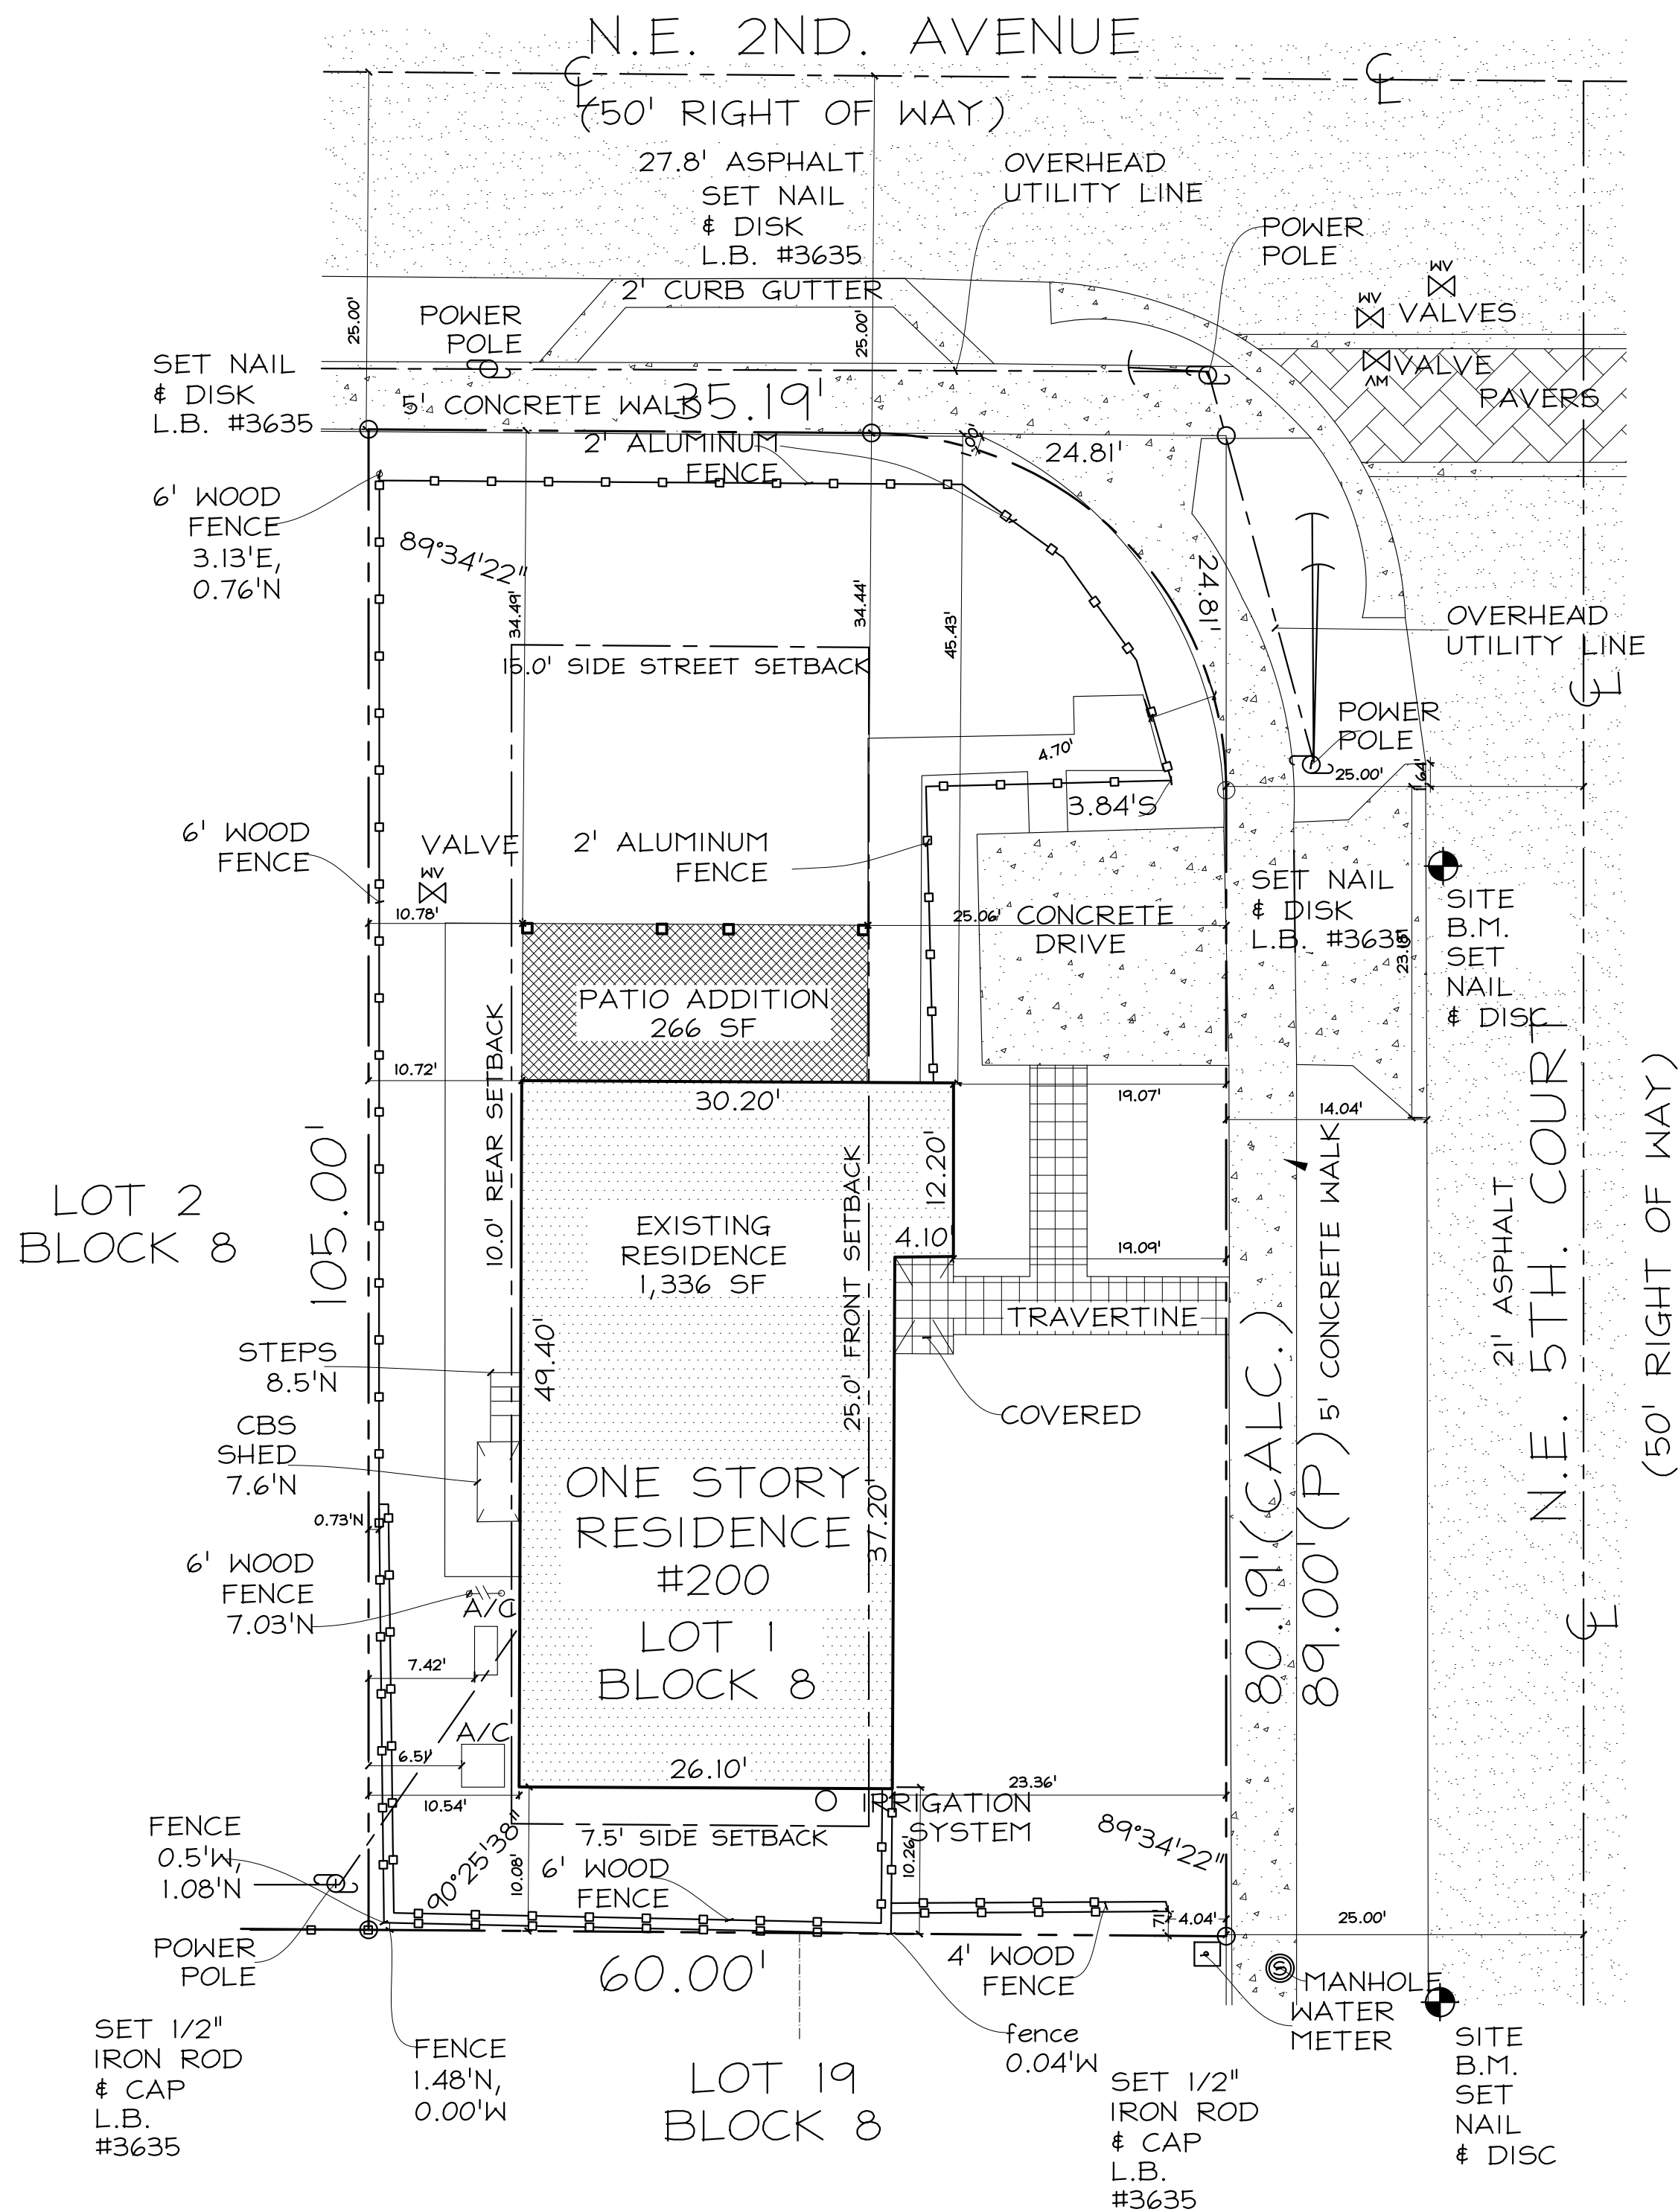 N.E. 2ND. AVENUE
(50' RIGHT OF WAY)
27.8' ASPHALT
SET NAIL
& DISK
L.B. #3635
OVERHEAD
UTILITY LINE
POWER
POLE
WV
WV
VALVES
VALVE
WV
PAVERS
2' CURB GUTTER
25.00'
25.00'
POWER
POLE
SET NAIL
& DISK
L.B. #3635
5' CONCRETE WALK
35.19'
2' ALUMINUM
FENCE
1.00'
24.81'
6' WOOD
FENCE
3.13'E,
0.76'N
89°34'22"
34.49'
34.44'
45.43'
24.81'
OVERHEAD
UTILITY LINE
15.0' SIDE STREET SETBACK
POWER
POLE
4.70'
25.00'
1.64'
3.84'S
6' WOOD
FENCE
VALVE
WV
2' ALUMINUM
FENCE
SET NAIL
& DISK
L.B. #3635
SITE
B.M.
SET
NAIL
& DISC
10.78'
25.06'
CONCRETE
DRIVE
PATIO ADDITION
266 SF
10.0' REAR SETBACK
10.72'
30.20'
19.07'
14.04'
12.20'
4.10'
19.09'
LOT 2
BLOCK 8
105.00'
EXISTING
RESIDENCE
1,336 SF
25.0' FRONT SETBACK
TRAVERTINE
5' CONCRETE WALK
21' ASPHALT
N.E. 5TH. COURT
(50' RIGHT OF WAY)
STEPS
8.5'N
49.40'
COVERED
CBS
SHED
7.6'N
ONE STORY
RESIDENCE
#200
LOT 1
BLOCK 8
37.20'
80.19'(CALC.)
89.00'(P)
0.73'N
6' WOOD
FENCE
7.03'N
A/C
7.42'
A/C
6.51'
26.10'
10.54'
23.36'
IRRIGATION
SYSTEM
7.5' SIDE SETBACK
FENCE
0.5'W,
1.08'N
90°25'38"
10.08'
6' WOOD
FENCE
10.26'
89°34'22"
4.04'
25.00'
POWER
POLE
60.00'
4' WOOD
FENCE
S
MANHOLE
WATER
METER
SET 1/2"
IRON ROD
& CAP
L.B.
#3635
FENCE
1.48'N,
0.00'W
fence
0.04'W
LOT 19
BLOCK 8
SET 1/2"
IRON ROD
& CAP
L.B.
#3635
SITE
B.M.
SET
NAIL
& DISC